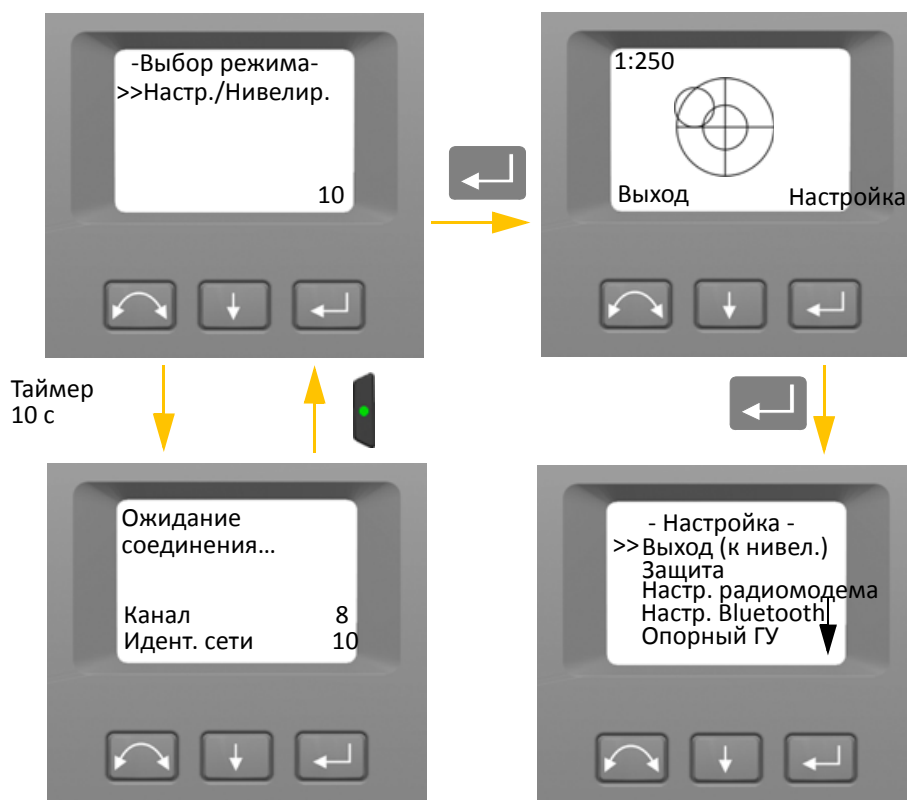 -Выбор режима-
>>Настр./Нивелир.
10
1:250
Выход Настройка
Таймер
10 с
Ожидание
соединения...
Канал 8
Идент. сети 10
- Настройка -
>>Выход (к нивел.)
Защита
Настр. радиомодема
Настр. Bluetooth
Опорный ГУ